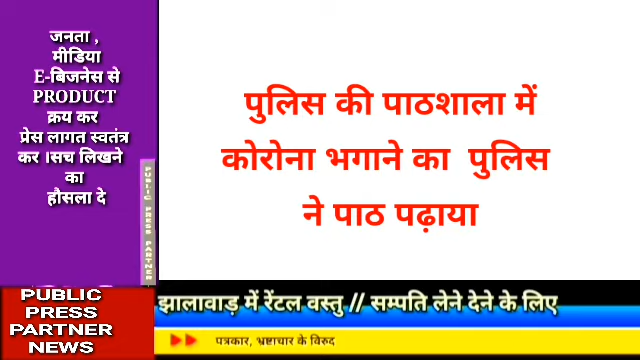 जनता ,
मीडिया
E-बिजनेस से
PRODUCT
क्रय कर
प्रेस लागत स्वतंत्र
कर ।सच लिखने
का
हौसला दे
पुलिस की पाठशाला में
कोरोना भगाने का पुलिस
ने पाठ पढ़ाया
PUBLIC PRESS PARTNER
PUBLIC
PRESS
PARTNER
NEWS
झालावाड़ में रेंटल वस्तु // सम्पति लेने देने के लिए
पत्रकार, भ्रष्टाचार के विरुद